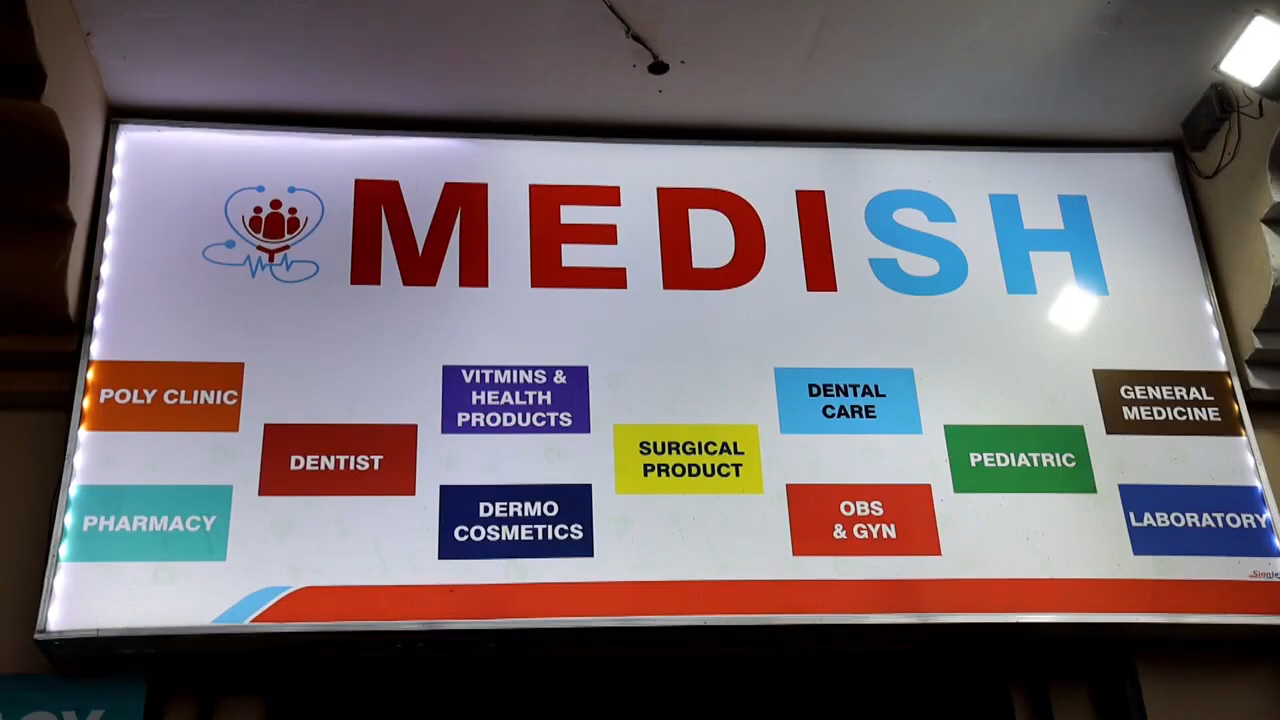 MEDISH
POLY CLINIC
VITMINS &
HEALTH
PRODUCTS
DENTAL
CARE
GENERAL
MEDICINE
DENTIST
SURGICAL
PRODUCT
PEDIATRIC
PHARMACY
DERMO
COSMETICS
OBS
& GYN
LABORATORY